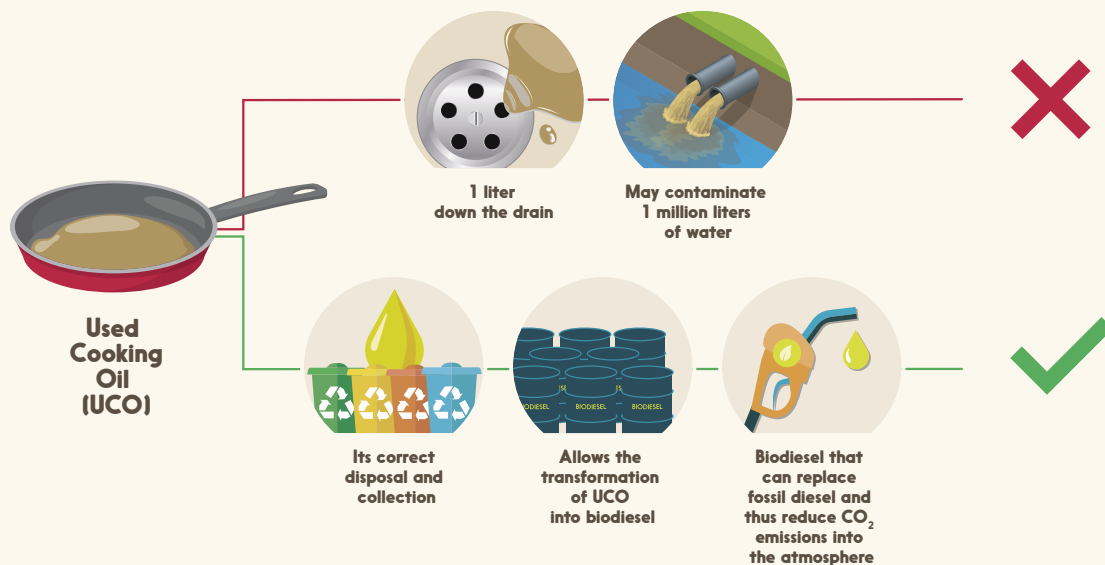 1 liter
down the drain
May contaminate
1 million liters
of water
Used
Cooking
Oil
(UCO)
BIODIESEL
BIODIESEL
BIODIESEL
Its correct
disposal and
collection
Allows the
transformation
of UCO
into biodiesel
Biodiesel that
can replace
fossil diesel and
thus reduce CO₂
emissions into
the atmosphere